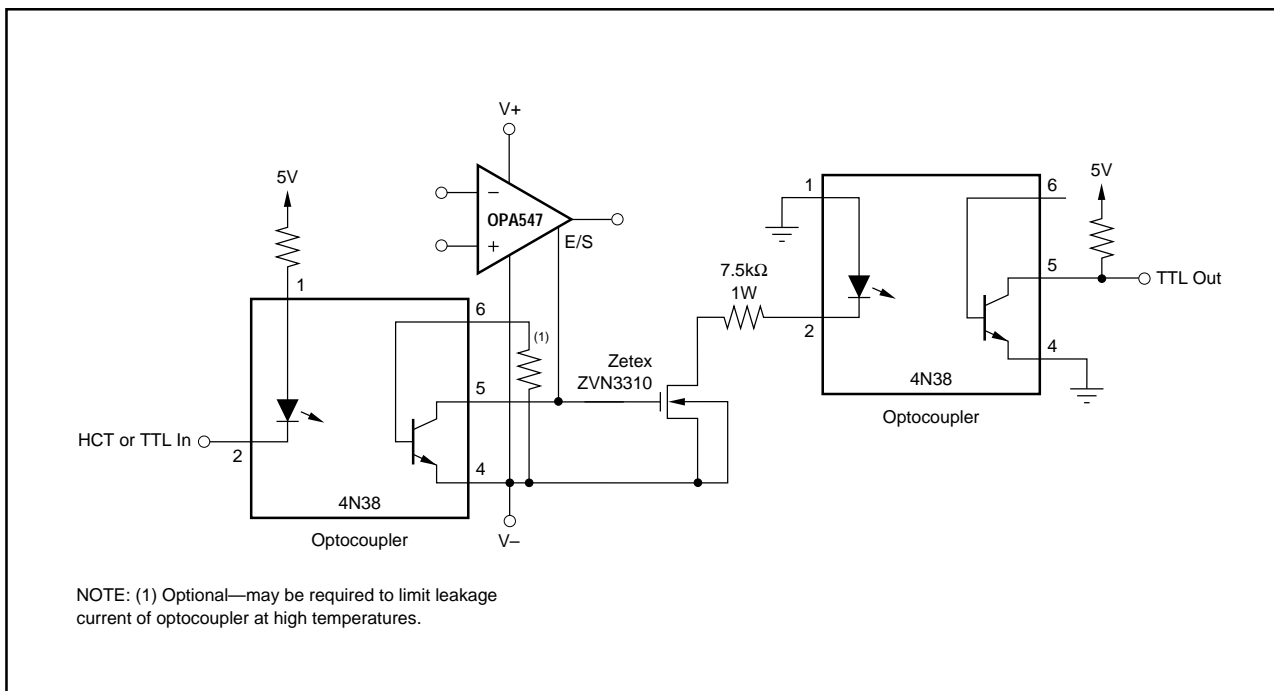 V+
5V
–
OPA547
+
E/S
1
6
(1)
5
HCT or TTL In
2
4
4N38
Optocoupler
V–
Zetex
ZVN3310
7.5kΩ
1W
1
2
5V
6
5
TTL Out
4
4N38
Optocoupler
NOTE: (1) Optional—may be required to limit leakage
current of optocoupler at high temperatures.